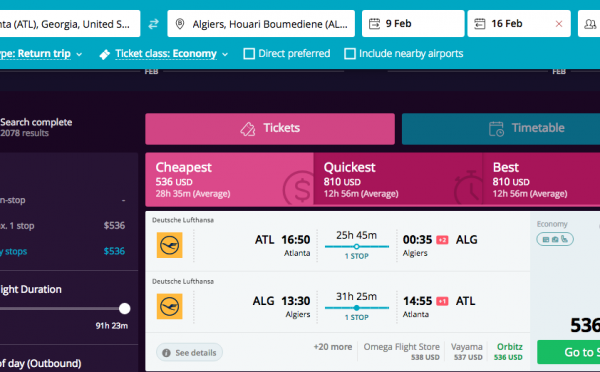 nta (ATL), Georgia, United S... Algiers, Houari Boumediene (AL... 9 Feb 16 Feb
ype: Return trip Ticket class: Economy Direct preferred Include nearby airports
FEB FEB
Search complete
2078 results
Tickets Timetable
Cheapest Quickest Best
536 USD 810 USD 810 USD
28h 35m (Average) 12h 56m (Average) 12h 56m (Average)
n-stop -
x. 1 stop $536
y stops $536
ight Duration
91h 23m
of day (Outbound)
Deutsche Lufthansa
ATL 16:50 25h 45m 00:35 +2 ALG
Atlanta 1 STOP Algiers
Deutsche Lufthansa
ALG 13:30 31h 25m 14:55 +1 ATL
Algiers 1 STOP Atlanta
See details +20 more Omega Flight Store Vayama Orbitz
538 USD 537 USD 536 USD
Economy
536
Go to S